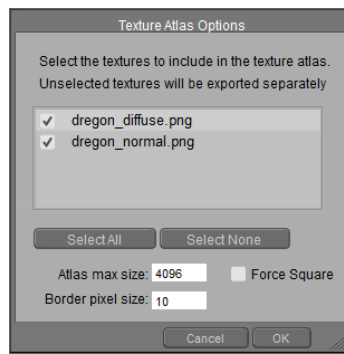 Texture Atlas Options
Select the textures to include in the texture atlas.
Unselected textures will be exported separately
dregon_diffuse.png
dregon_normal.png
Select All Select None
Atlas max size: 4096 Force Square
Border pixel size: 10
Cancel OK